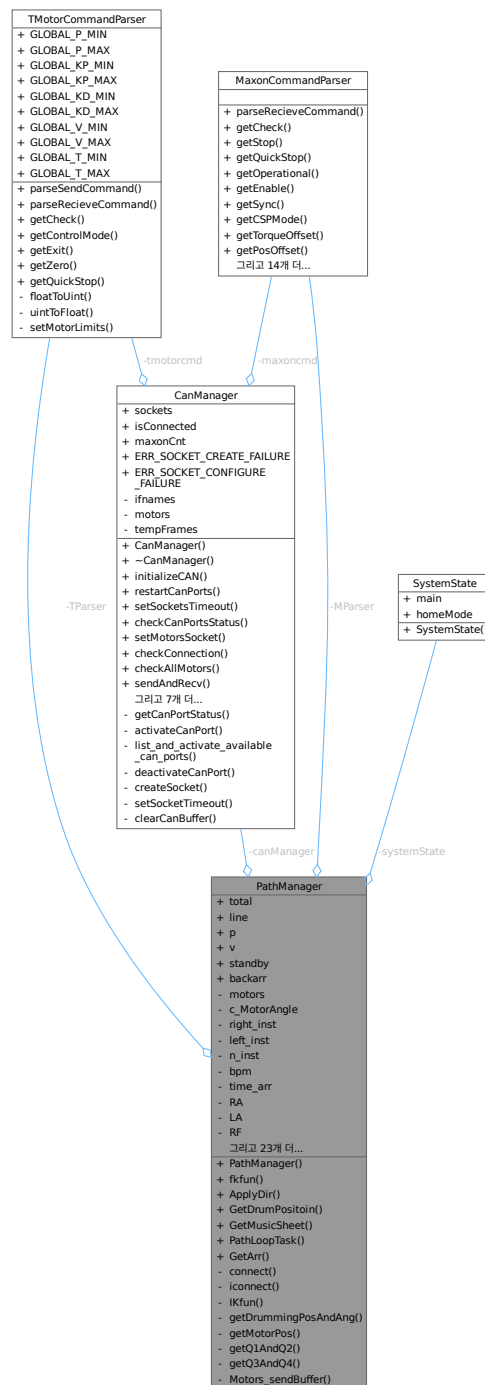 TMotorCommandParser
+ GLOBAL_P_MIN
+ GLOBAL_P_MAX
+ GLOBAL_KP_MIN
+ GLOBAL_KP_MAX
+ GLOBAL_KD_MIN
+ GLOBAL_KD_MAX
+ GLOBAL_V_MIN
+ GLOBAL_V_MAX
+ GLOBAL_T_MIN
+ GLOBAL_T_MAX
+ parseSendCommand()
+ parseRecieveCommand()
+ getCheck()
+ getControlMode()
+ getExit()
+ getZero()
+ getQuickStop()
- floatToUint()
- uintToFloat()
- setMotorLimits()
MaxonCommandParser
+ parseRecieveCommand()
+ getCheck()
+ getStop()
+ getQuickStop()
+ getOperational()
+ getEnable()
+ getSync()
+ getCSPMode()
+ getTorqueOffset()
+ getPosOffset()
그리고 14개 더...
-tmotorcmd
-maxoncmd
CanManager
+ sockets
+ isConnected
+ maxonCnt
+ ERR_SOCKET_CREATE_FAILURE
+ ERR_SOCKET_CONFIGURE
_FAILURE
- ifnames
- motors
- tempFrames
+ CanManager()
+ ~CanManager()
+ initializeCAN()
+ restartCanPorts()
+ setSocketsTimeout()
+ checkCanPortsStatus()
+ setMotorsSocket()
+ checkConnection()
+ checkAllMotors()
+ sendAndRecv()
그리고 7개 더...
- getCanPortStatus()
- activateCanPort()
- list_and_activate_available
_can_ports()
- deactivateCanPort()
- createSocket()
- setSocketTimeout()
- clearCanBuffer()
SystemState
+ main
+ homeMode
+ SystemState(
-TParser
-MParser
-canManager
-systemState
PathManager
+ total
+ line
+ p
+ v
+ standby
+ backarr
- motors
- c_MotorAngle
- right_inst
- left_inst
- n_inst
- bpm
- time_arr
- RA
- LA
- RF
그리고 23개 더...
+ PathManager()
+ fkfun()
+ ApplyDir()
+ GetDrumPositoin()
+ GetMusicSheet()
+ PathLoopTask()
+ GetArr()
- connect()
- iconnect()
- IKfun()
- getDrummingPosAndAng()
- getMotorPos()
- getQ1AndQ2()
- getQ3AndQ4()
- Motors_sendBuffer()